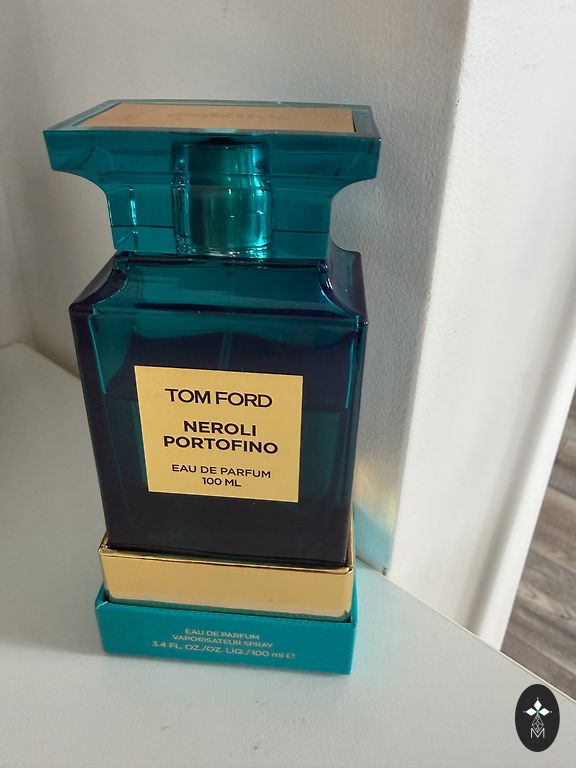 TOM FORD
NEROLI
PORTOFINO
EAU DE PARFUM
100 ML
EAU DE PARFUM
VAPORISATEUR SPRAY
3.4 FL. OZ./OZ. LIQ./100 ml ℮